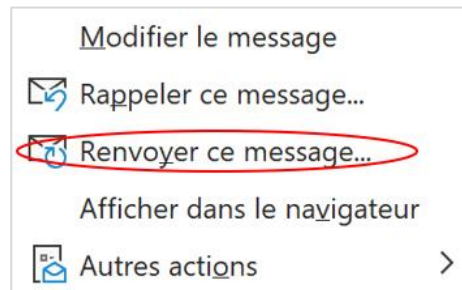 Modifier le message
Rappeler ce message...
Renvoyer ce message...
Afficher dans le navigateur
Autres actions